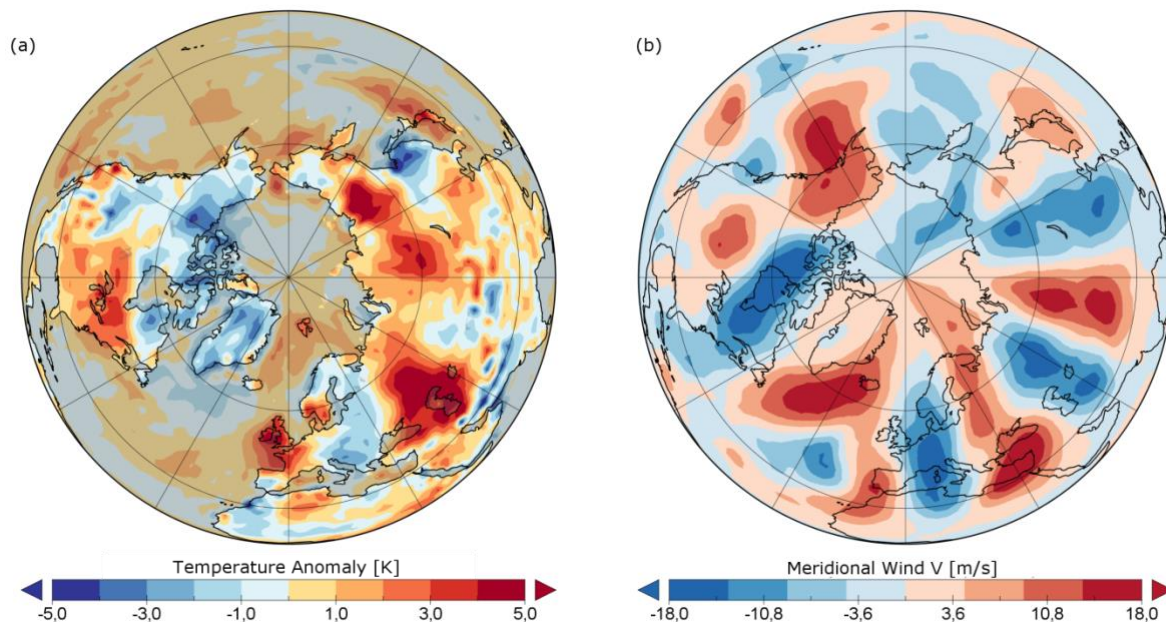 (a)
(b)
Temperature Anomaly [K]
-5,0 -3,0 -1,0 1,0 3,0 5,0
Meridional Wind V [m/s]
-18,0 -10,8 -3,6 3,6 10,8 18,0